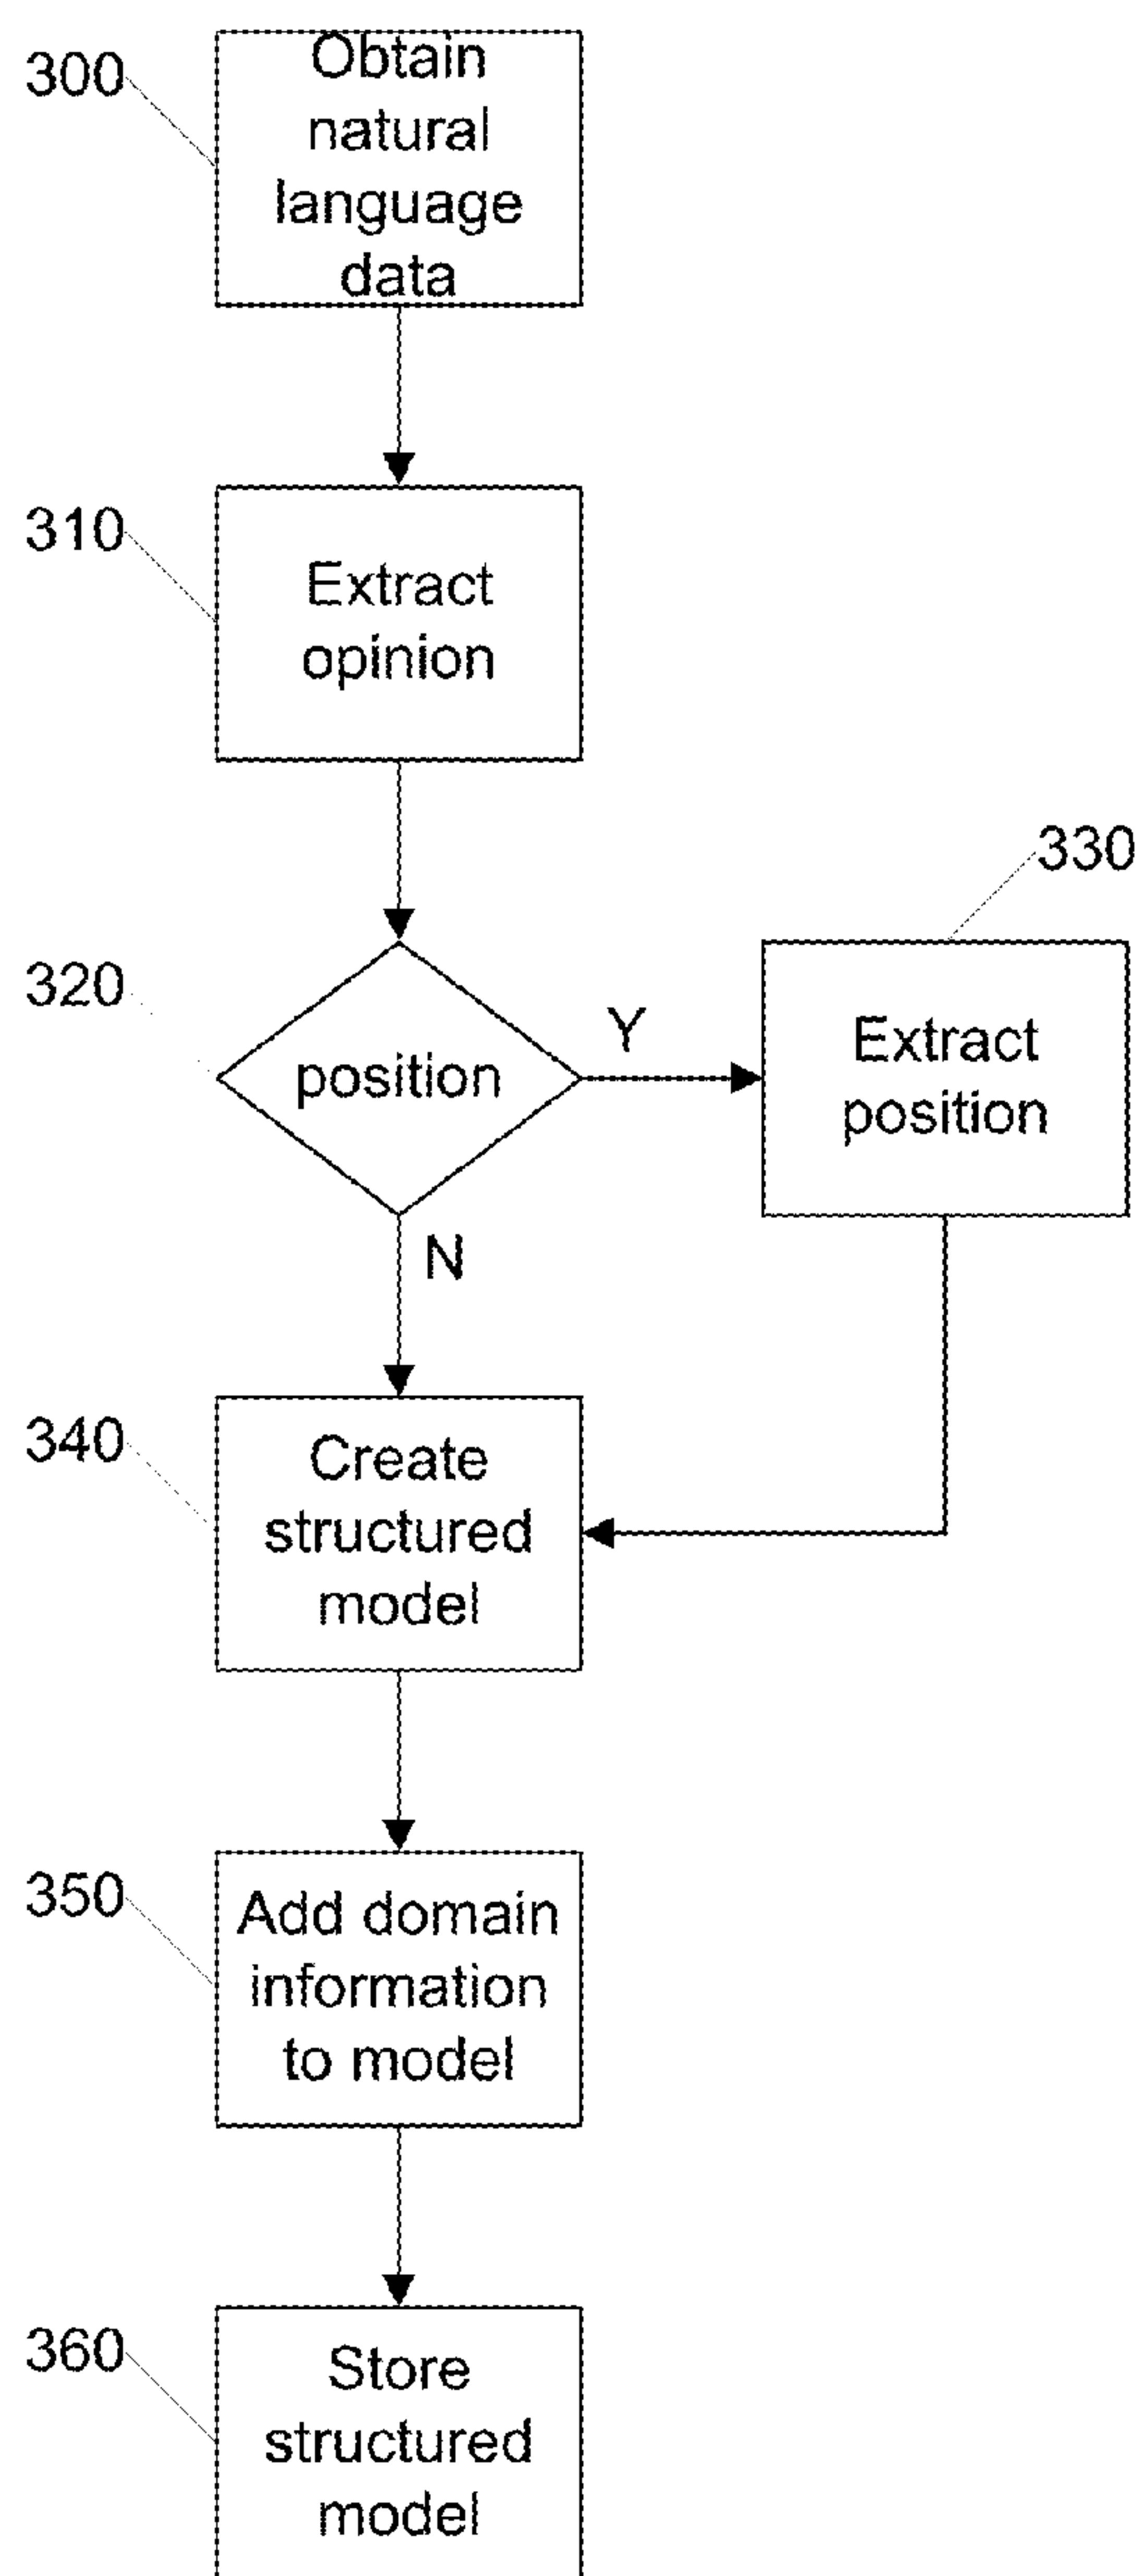 300
Obtain
natural
language
data
310
Extract
opinion
320
position
Y
330
Extract
position
N
340
Create
structured
model
350
Add domain
information
to model
360
Store
structured
model